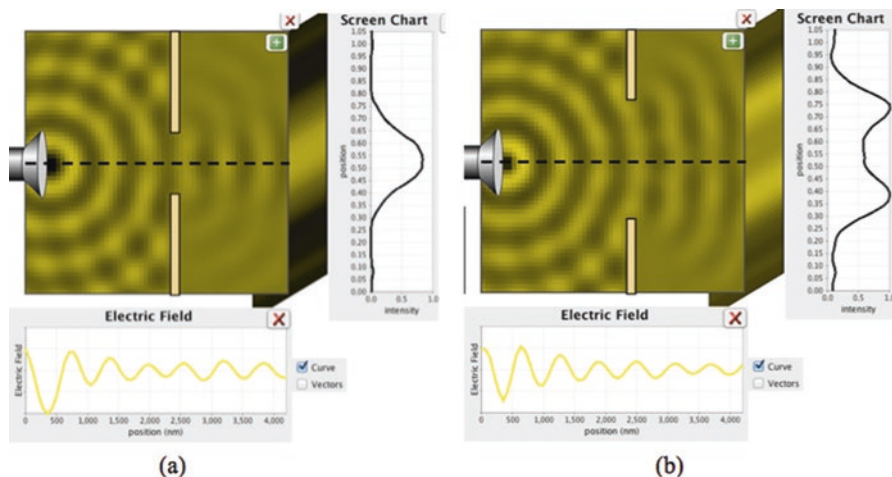 Screen Chart
1.05
1.00
0.95
0.90
0.85
0.80
0.75
0.70
0.65
0.60
0.55
0.50
0.45
0.40
0.35
0.30
0.25
0.20
0.15
0.10
0.05
0.00
position
0.0 0.5 1.0
intensity
Electric Field
Electric Field
0 500 1,000 1,500 2,000 2,500 3,000 3,500 4,000
position (nm)
Curve
Vectors
(a)
Screen Chart
1.05
1.00
0.95
0.90
0.85
0.80
0.75
0.70
0.65
0.60
0.55
0.50
0.45
0.40
0.35
0.30
0.25
0.20
0.15
0.10
0.05
0.00
position
0.0 0.5 1.0
intensity
Electric Field
Electric Field
0 500 1,000 1,500 2,000 2,500 3,000 3,500 4,000
position (nm)
Curve
Vectors
(b)